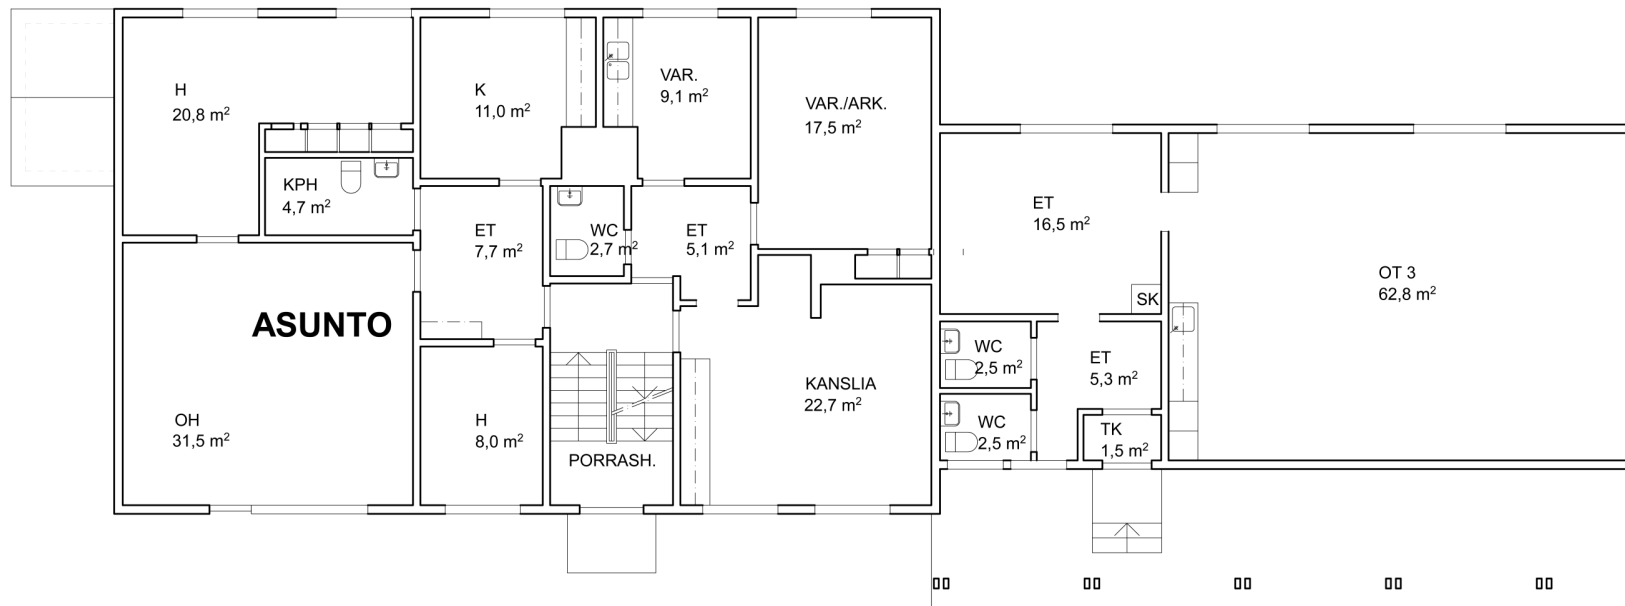 H
20,8 m²
K
11,0 m²
VAR.
9,1 m²
VAR./ARK.
17,5 m²
KPH
4,7 m²
ET
7,7 m²
WC
2,7 m²
ET
5,1 m²
ET
16,5 m²
SK
OT 3
62,8 m²
ASUNTO
OH
31,5 m²
H
8,0 m²
PORRASH.
KANSLIA
22,7 m²
WC
2,5 m²
ET
5,3 m²
WC
2,5 m²
TK
1,5 m²